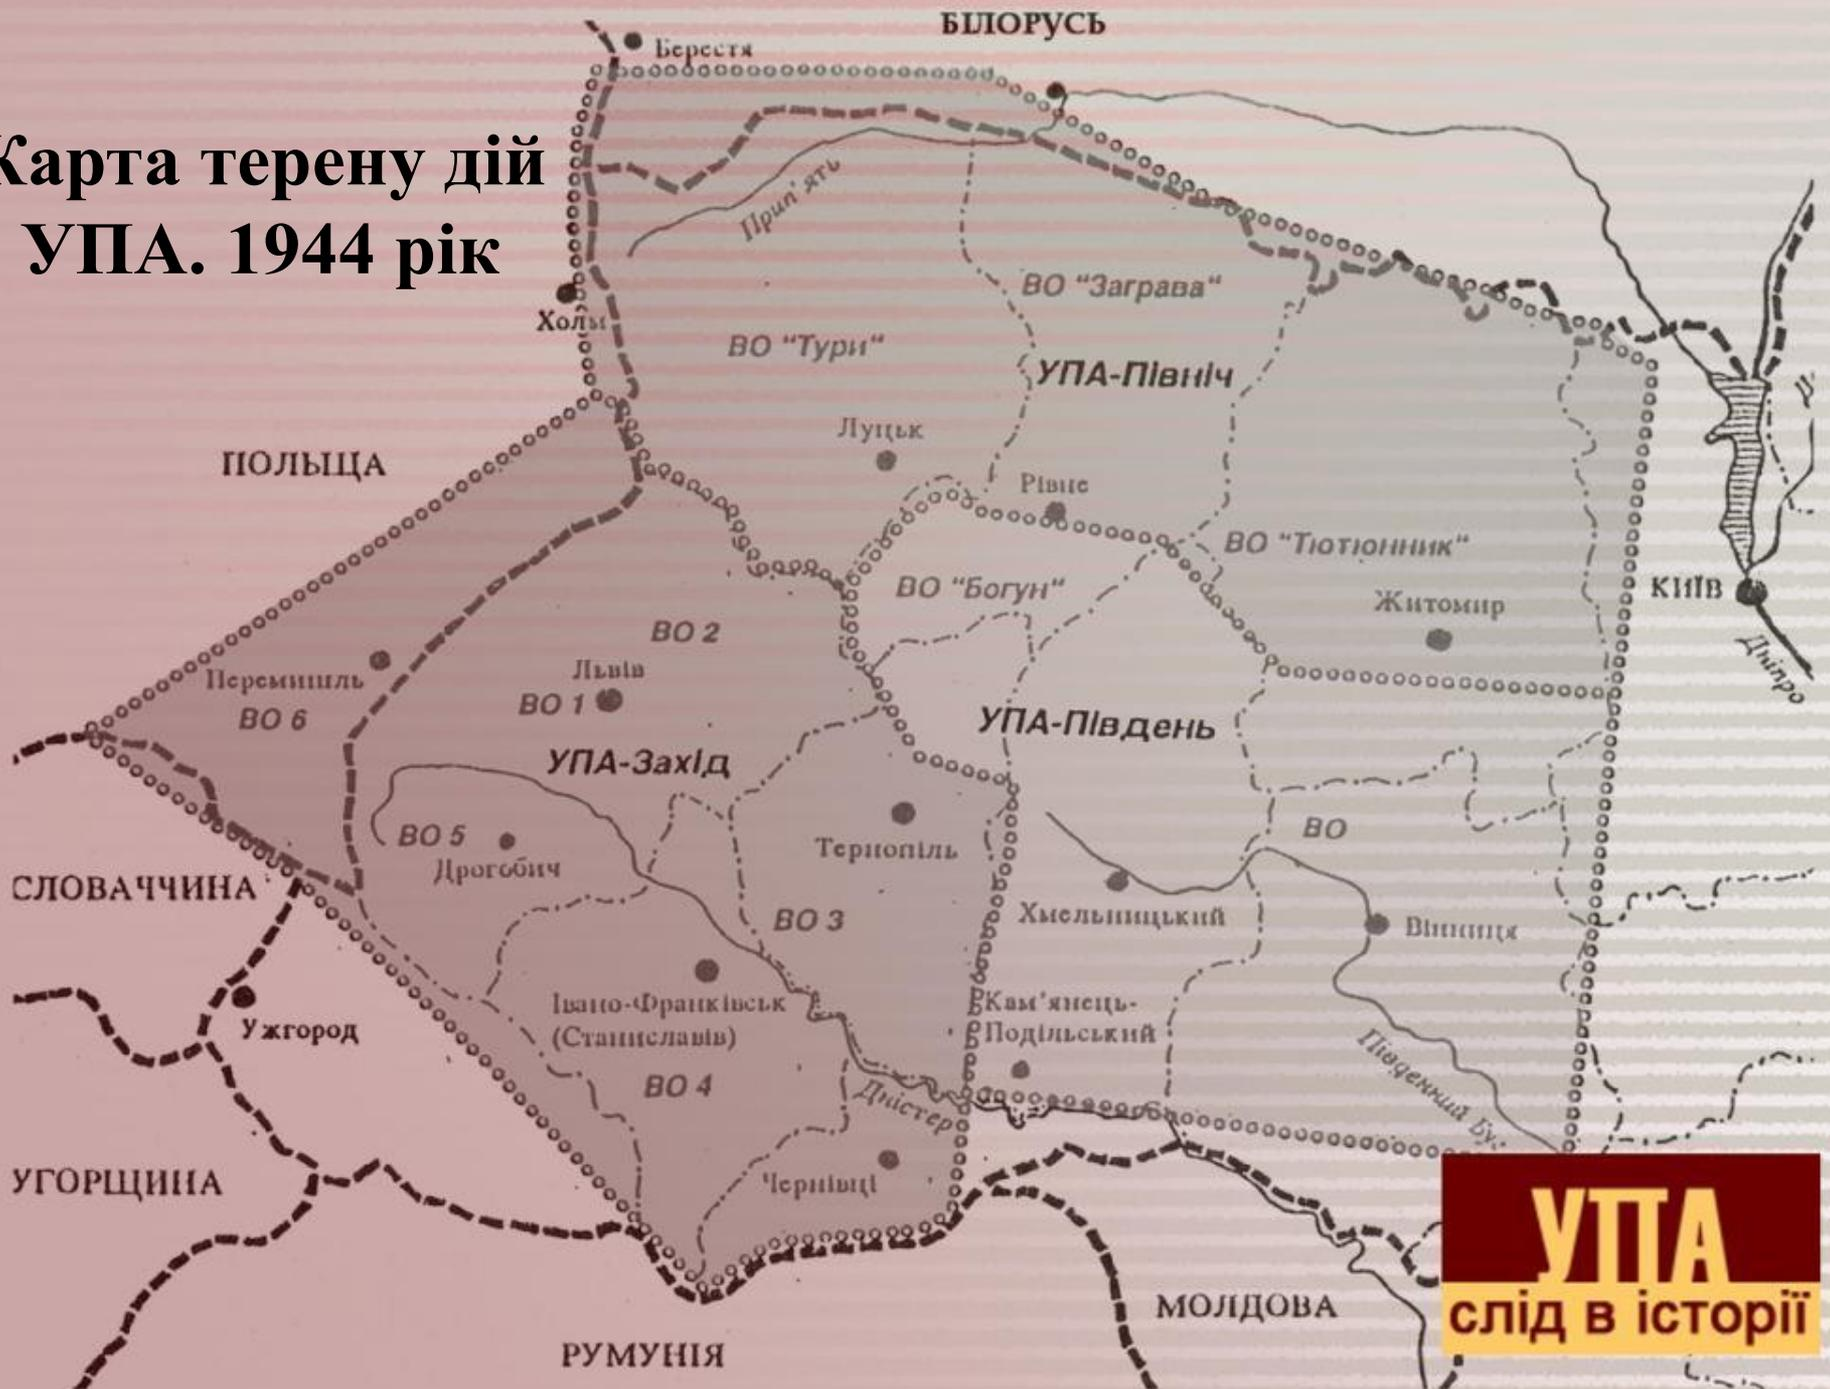 БІЛОРУСЬ
Берестя
Карта терену дій
УПА. 1944 рік
Прип'ять
ВО "Заграва"
Холм
ВО "Тури"
УПА-Північ
Луцьк
ПОЛЬЩА
Рівне
ВО "Тютюнник"
ВО "Богун"
КИЇВ
Житомир
ВО 2
Дніпро
Перемишль
Львів
ВО 6
ВО 1
УПА-Південь
УПА-Захід
ВО 5
ВО
Дрогобич
Тернопіль
СЛОВАЧЧИНА
ВО 3
Хмельницький
Вінниця
Івано-Франківськ
(Станиславів)
Кам'янець-
Подільський
Ужгород
ВО 4
Дністер
Південний Бу
УГОРЩИНА
Чернівці
УПА
слід в історії
МОЛДОВА
РУМУНІЯ